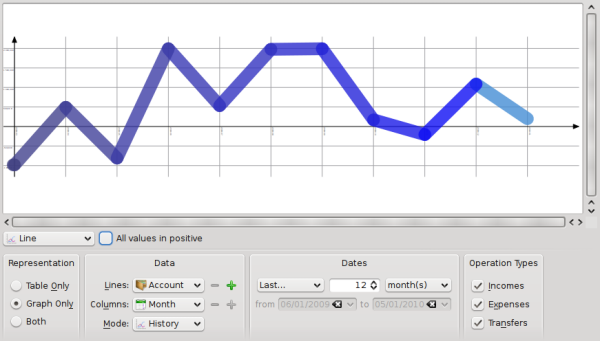 Line
All values in positive
Representation
Table Only
Graph Only
Both
Data
Lines: Account
Columns: Month
Mode: History
Dates
Last... 12 month(s)
from 06/01/2009 to 05/01/2010
Operation Types
Incomes
Expenses
Transfers